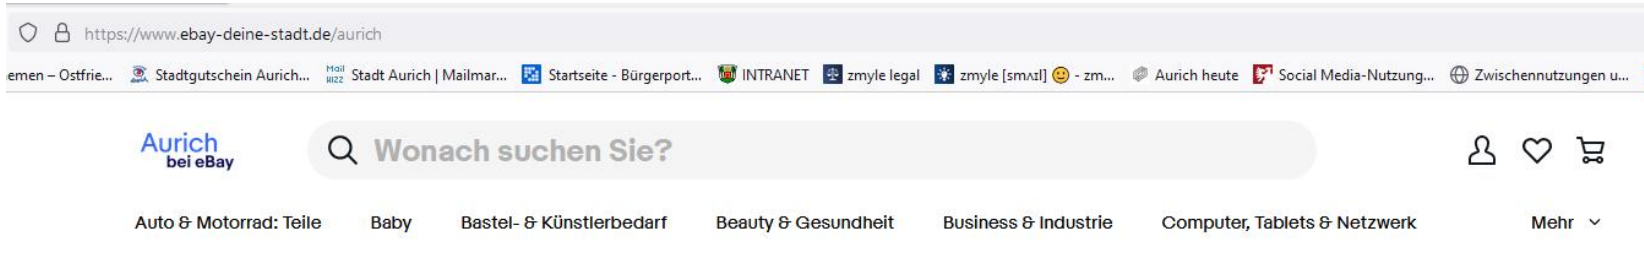 https://www.ebay-deine-stadt.de/aurich
emen – Ostfrie... Stadtgutschein Aurich... Mail WIZZ Stadt Aurich | Mailmar... Startseite - Bürgerport... INTRANET zmyle legal zmyle [smʌɪl] 🙂 - zm... Aurich heute Social Media-Nutzung... Zwischennutzungen u...
Aurich
bei eBay
Wonach suchen Sie?
Auto & Motorrad: Teile Baby Bastel- & Künstlerbedarf Beauty & Gesundheit Business & Industrie Computer, Tablets & Netzwerk Mehr